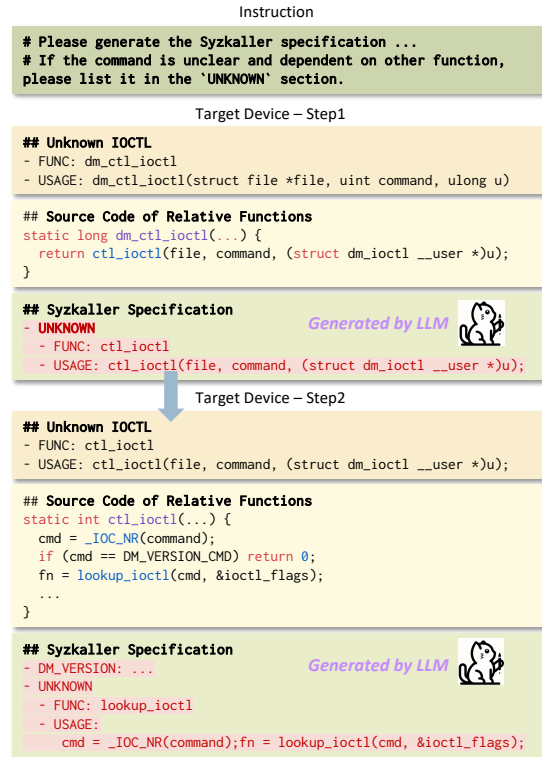 Instruction
# Please generate the Syzkaller specification ...
# If the command is unclear and dependent on other function,
please list it in the `UNKNOWN` section.
Target Device – Step1
## Unknown IOCTL
- FUNC: dm_ctl_ioctl
- USAGE: dm_ctl_ioctl(struct file *file, uint command, ulong u)
## Source Code of Relative Functions
static long dm_ctl_ioctl(...) {
return ctl_ioctl(file, command, (struct dm_ioctl __user *)u);
}
## Syzkaller Specification
- UNKNOWN
Generated by LLM
- FUNC: ctl_ioctl
- USAGE: ctl_ioctl(file, command, (struct dm_ioctl __user *)u);
Target Device – Step2
## Unknown IOCTL
- FUNC: ctl_ioctl
- USAGE: ctl_ioctl(file, command, (struct dm_ioctl __user *)u);
## Source Code of Relative Functions
static int ctl_ioctl(...) {
cmd = _IOC_NR(command);
if (cmd == DM_VERSION_CMD) return 0;
fn = lookup_ioctl(cmd, &ioctl_flags);
...
}
## Syzkaller Specification
- DM_VERSION: ...
Generated by LLM
- UNKNOWN
- FUNC: lookup_ioctl
- USAGE:
cmd = _IOC_NR(command);fn = lookup_ioctl(cmd, &ioctl_flags);